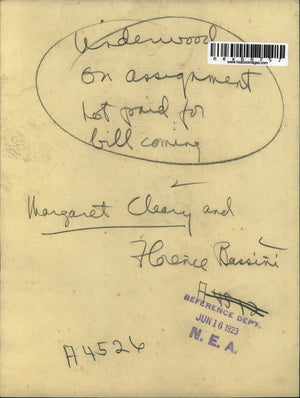 Underwood
on assignment
not paid for
bill coming
Margaret Cleary and
Florence Bassini
A4512
REFERENCE DEPT.
JUN 16 1923
N. E. A.
A4526